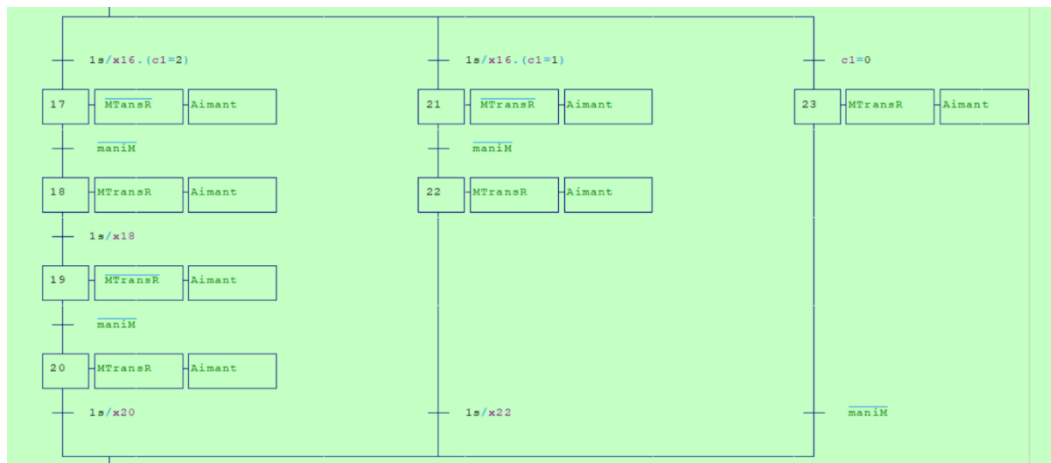 1s/x16.(c1=2) 1s/x16.(c1=1) c1=0
17 MTansR Aimant 21 MTransR Aimant 23 MTransR Aimant
maniM maniM
18 MTransR Aimant 22 MTransR Aimant
1s/x18
19 MTransR Aimant
maniM
20 MTransR Aimant
1s/x20 1s/x22 maniM